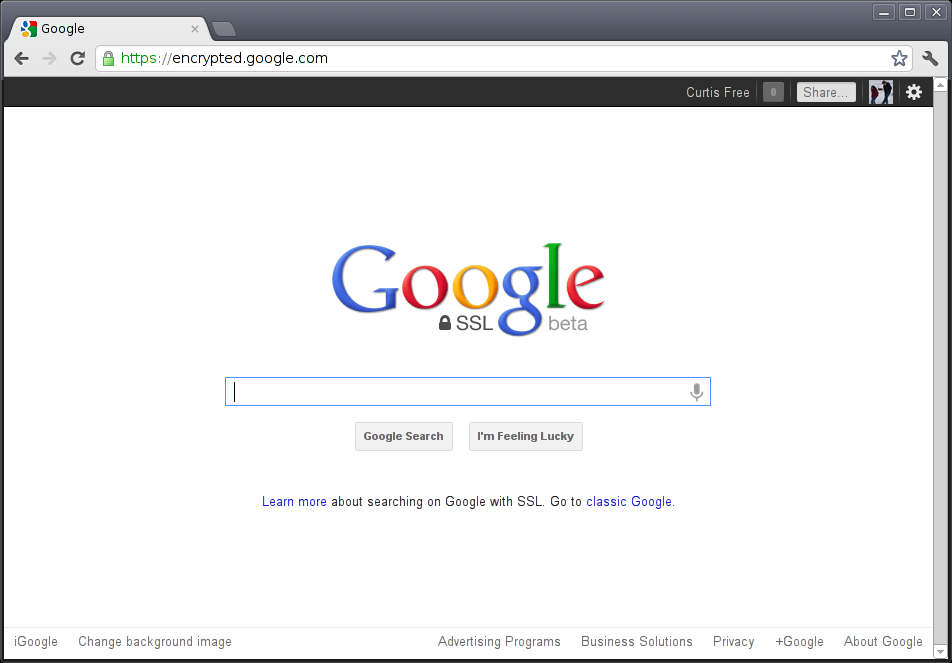 Google
https://encrypted.google.com
Curtis Free 0 Share...
Google
SSL beta
Google Search I'm Feeling Lucky
Learn more about searching on Google with SSL. Go to classic Google.
iGoogle Change background image Advertising Programs Business Solutions Privacy +Google About Google